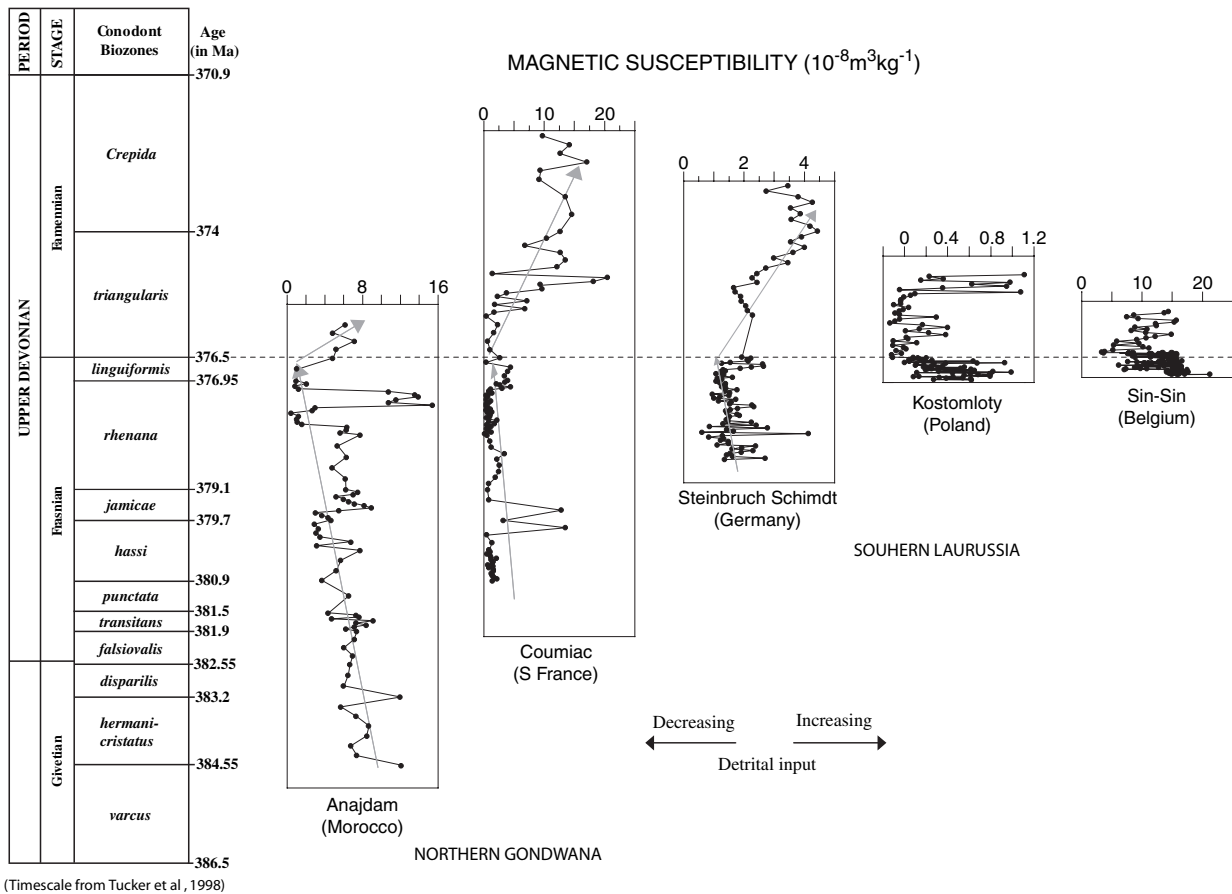 PERIOD
STAGE
Conodont
Biozones
Age
(in Ma)
MAGNETIC SUSCEPTIBILITY (10-8m3kg-1)
UPPER DEVONIAN
Famennian
Frasnian
Givetian
370.9
Crepida
374
triangularis
376.5
linguiformis
376.95
rhenana
379.1
jamicae
379.7
hassi
380.9
punctata
381.5
transitans
381.9
falsiovalis
382.55
disparilis
383.2
hermani-
cristatus
384.55
varcus
386.5
0 8 16
Anajdam
(Morocco)
0 10 20
Coumiac
(S France)
0 2 4
Steinbruch Schimdt
(Germany)
0 0.4 0.8 1.2
Kostomloty
(Poland)
0 10 20
Sin-Sin
(Belgium)
SOUHERN LAURUSSIA
Decreasing Increasing
Detrital input
NORTHERN GONDWANA
(Timescale from Tucker et al , 1998)